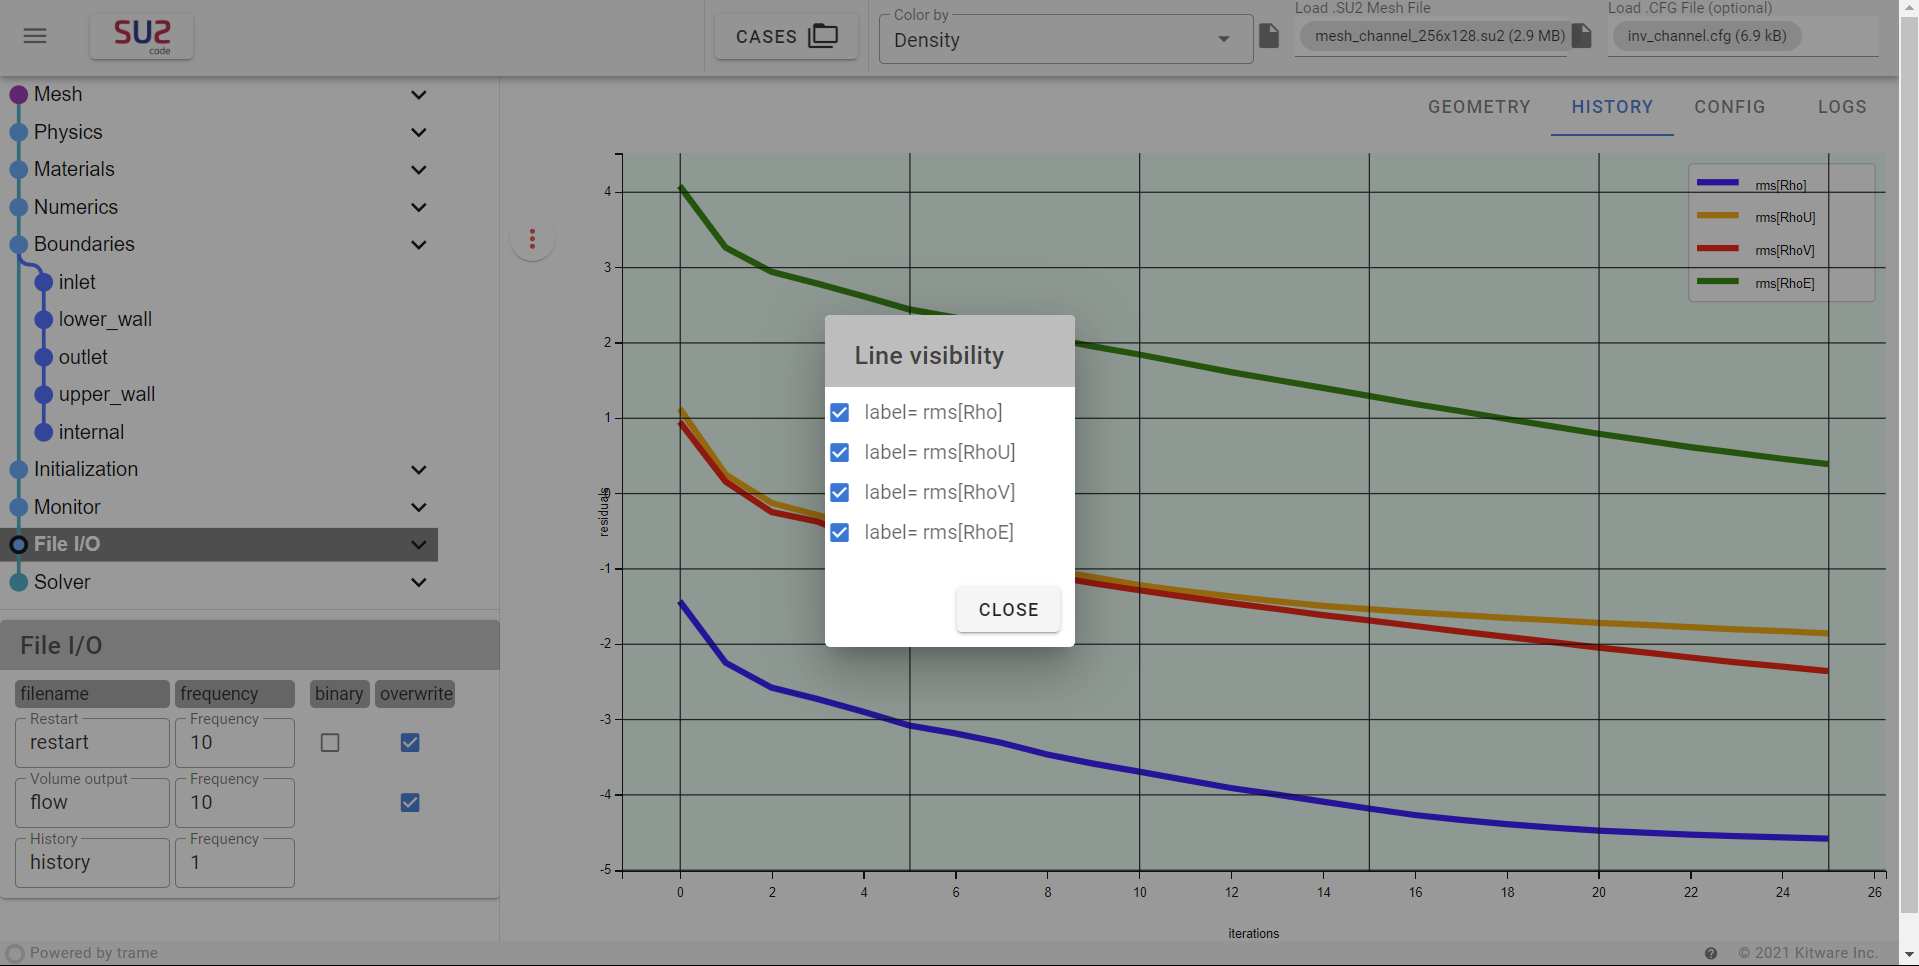 SU2
code
CASES
Color by
Density
Load .SU2 Mesh File
mesh_channel_256x128.su2 (2.9 MB)
Load .CFG File (optional)
inv_channel.cfg (6.9 kB)
Mesh
Physics
Materials
Numerics
Boundaries
inlet
lower_wall
outlet
upper_wall
internal
Initialization
Monitor
File I/O
Solver
File I/O
filename frequency binary overwrite
Restart Frequency
restart 10
Volume output Frequency
flow 10
History Frequency
history 1
GEOMETRY HISTORY CONFIG LOGS
rms[Rho]
rms[RhoU]
rms[RhoV]
rms[RhoE]
4
3
2
1
0
-1
-2
-3
-4
-5
residuals
0 2 4 6 8 10 12 14 16 18 20 22 24 26
iterations
Line visibility
label= rms[Rho]
label= rms[RhoU]
label= rms[RhoV]
label= rms[RhoE]
CLOSE
Powered by trame
? © 2021 Kitware Inc.